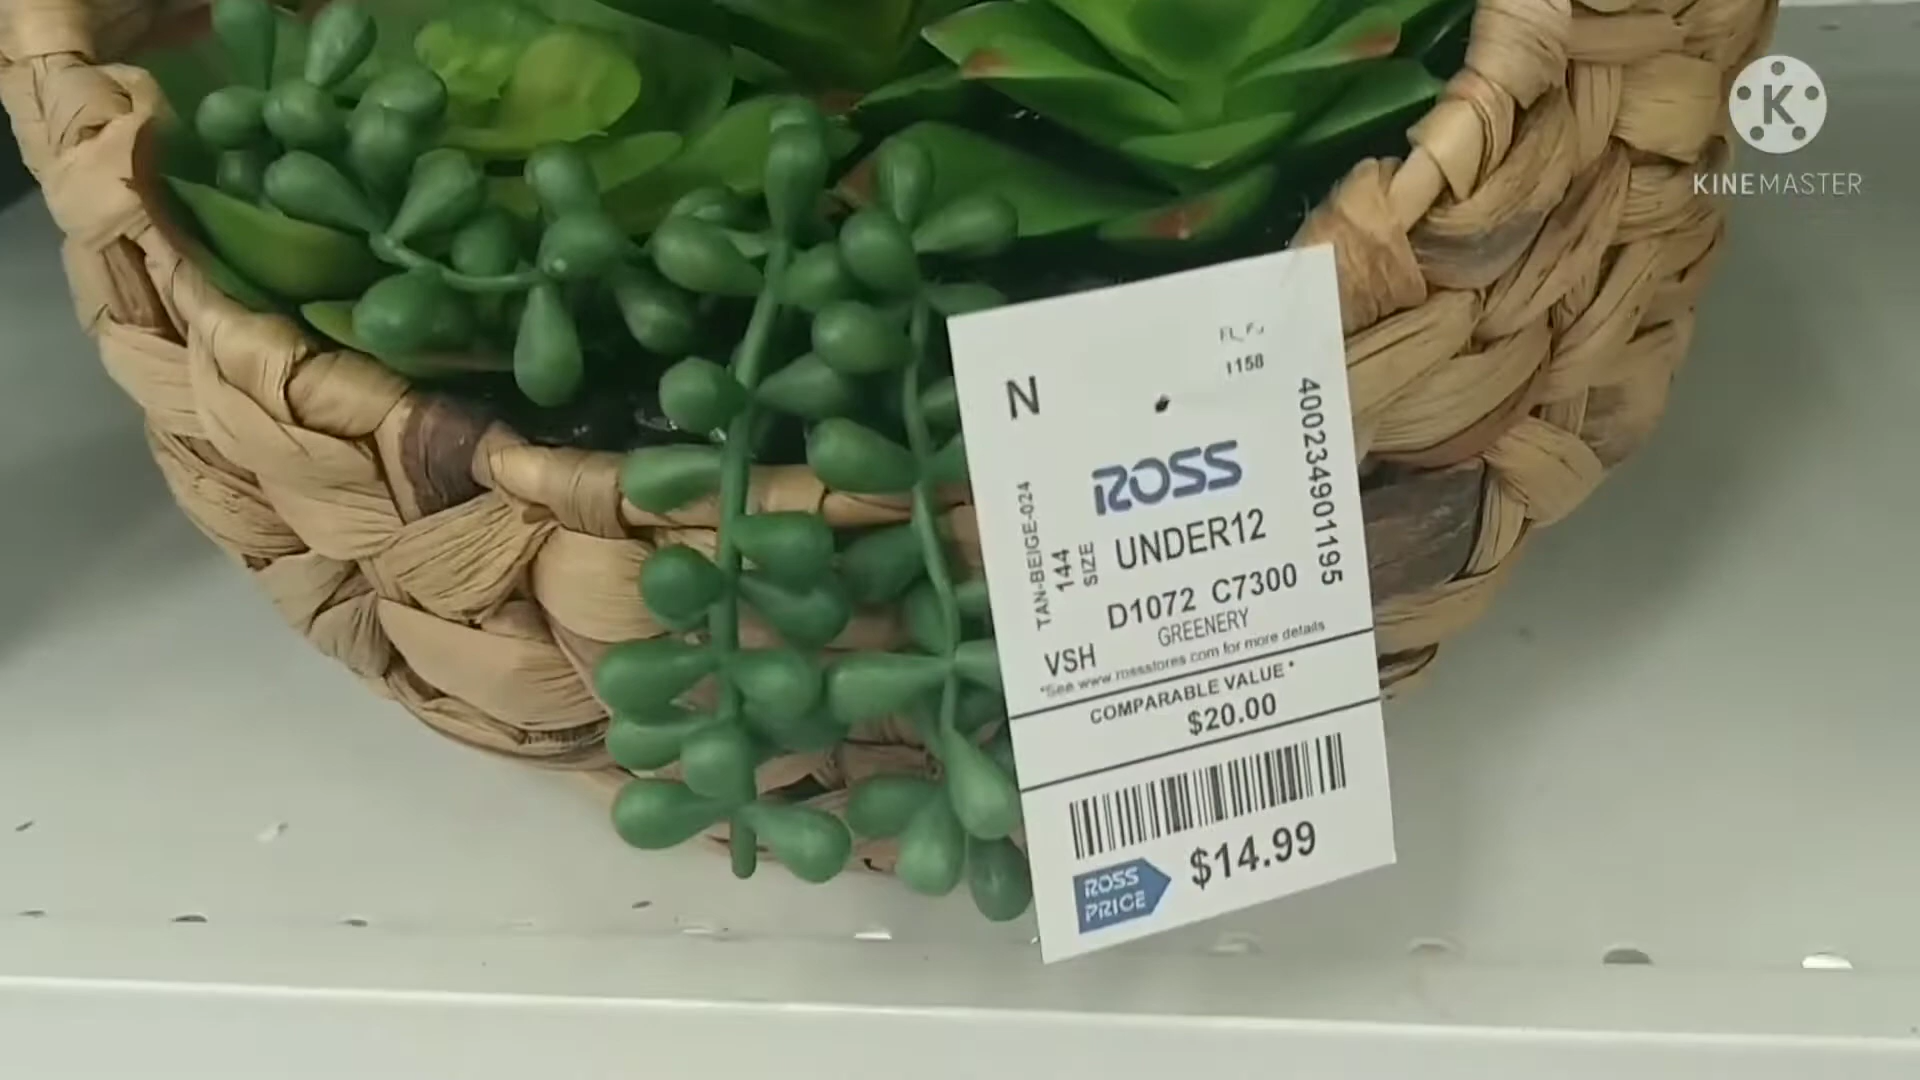 K
KINEMASTER
1158
N
400234901195
ROSS
TAN-BEIGE-024
144
SIZE
UNDER12
D1072 C7300
GREENERY
VSH
*See www.rossstores.com for more details
COMPARABLE VALUE *
$20.00
ROSS
PRICE
$14.99